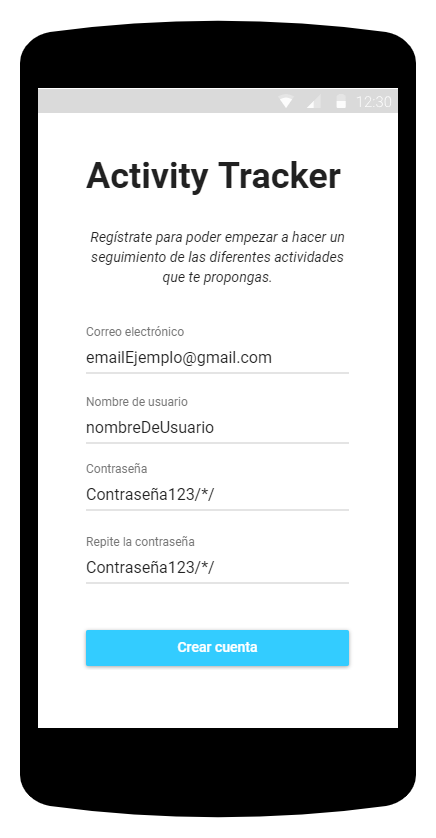 12:30
Activity Tracker
Regístrate para poder empezar a hacer un
seguimiento de las diferentes actividades
que te propongas.
Correo electrónico
emailEjemplo@gmail.com
Nombre de usuario
nombreDeUsuario
Contraseña
Contraseña123/*/
Repite la contraseña
Contraseña123/*/
Crear cuenta